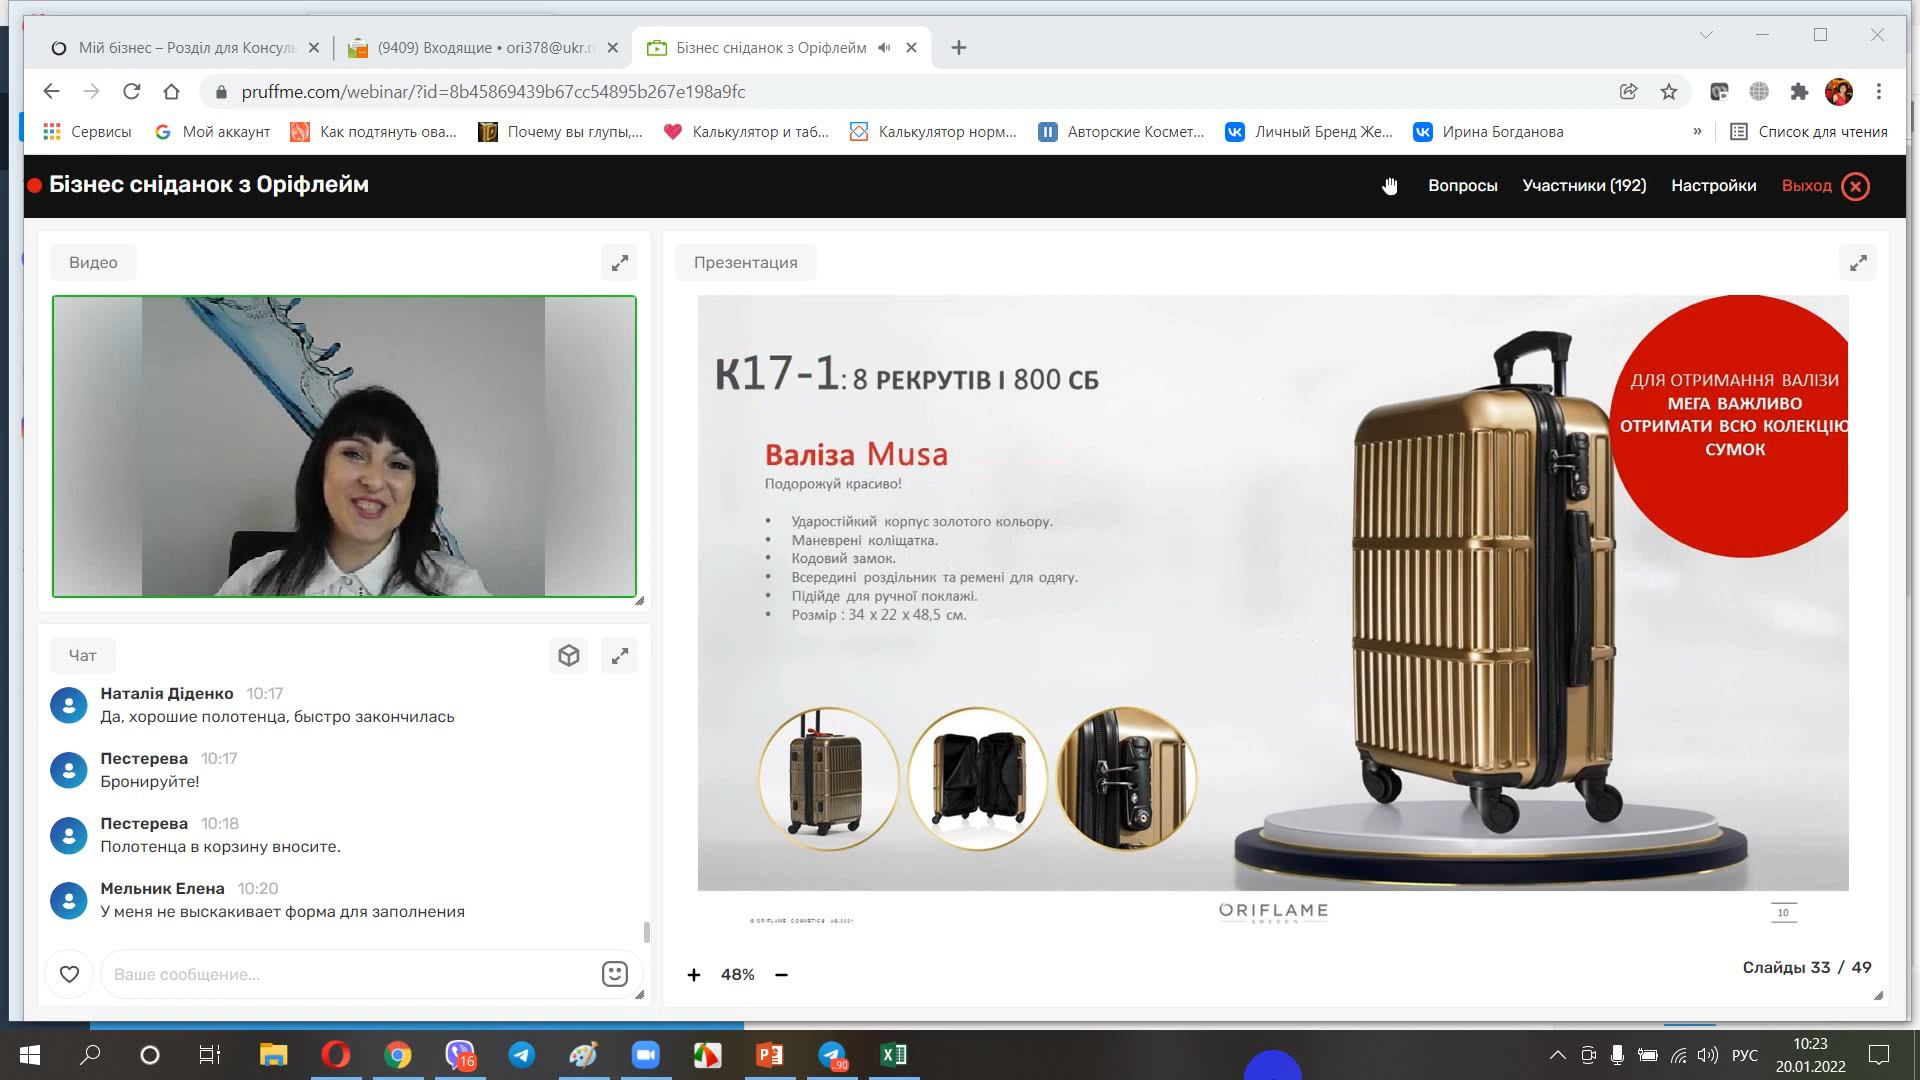 Мій бізнес – Розділ для Консуль
(9409) Входящие • ori378@ukr.n
Бізнес сніданок з Оріфлейм
pruffme.com/webinar/?id=8b45869439b67cc54895b267e198a9fc
Сервисы
Мой аккаунт
Как подтянуть ова...
Почему вы глупы,...
Калькулятор и таб...
Калькулятор норм...
Авторские Космет...
Личный Бренд Же...
Ирина Богданова
»
Список для чтения
Бізнес сніданок з Оріфлейм
Вопросы
Участники (192)
Настройки
Выход
Видео
Презентация
К17-1: 8 РЕКРУТІВ І 800 СБ
Валіза Musa
Подорожуй красиво!
• Ударостійкий корпус золотого кольору.
• Маневрені коліщатка.
• Кодовий замок.
• Всередині роздільник та ремені для одягу.
• Підійде для ручної поклажі.
• Розмір : 34 х 22 х 48,5 см.
ДЛЯ ОТРИМАННЯ ВАЛІЗИ
МЕГА ВАЖЛИВО
ОТРИМАТИ ВСЮ КОЛЕКЦІЮ
СУМОК
ORIFLAME
SWEDEN
10
Чат
Наталія Діденко 10:17
Да, хорошие полотенца, быстро закончилась
Пестерева 10:17
Бронируйте!
Пестерева 10:18
Полотенца в корзину вносите.
Мельник Елена 10:20
У меня не выскакивает форма для заполнения
Ваше сообщение...
+ 48% −
Слайды 33 / 49
16
90
РУС
10:23
20.01.2022